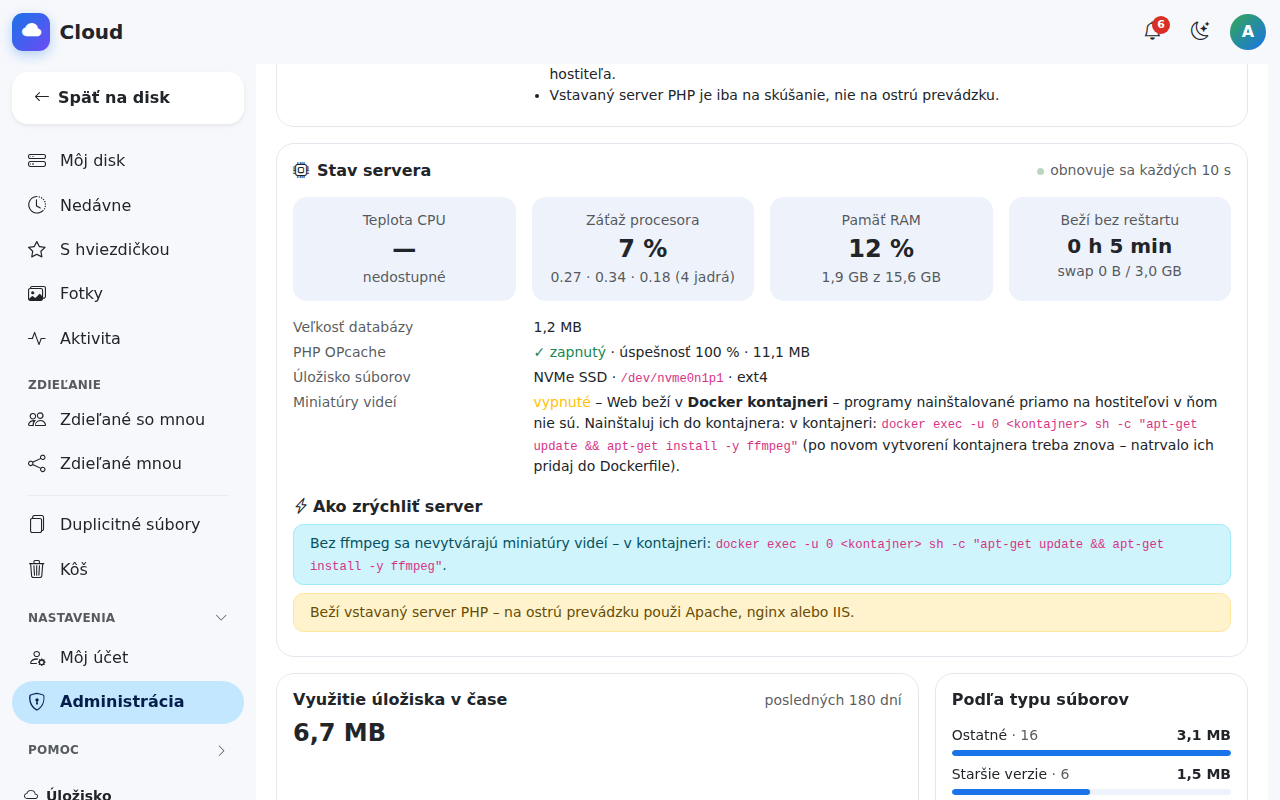 Cloud
6
A
Späť na disk
Môj disk
Nedávne
S hviezdičkou
Fotky
Aktivita
ZDIEĽANIE
Zdieľané so mnou
Zdieľané mnou
Duplicitné súbory
Kôš
NASTAVENIA
Môj účet
Administrácia
POMOC
Úložisko
hostiteľa.
• Vstavaný server PHP je iba na skúšanie, nie na ostrú prevádzku.
Stav servera
obnovuje sa každých 10 s
Teplota CPU
—
nedostupné
Záťaž procesora
7 %
0.27 · 0.34 · 0.18 (4 jadrá)
Pamäť RAM
12 %
1,9 GB z 15,6 GB
Beží bez reštartu
0 h 5 min
swap 0 B / 3,0 GB
Veľkosť databázy 1,2 MB
PHP OPcache ✓ zapnutý · úspešnosť 100 % · 11,1 MB
Úložisko súborov NVMe SSD · /dev/nvme0n1p1 · ext4
Miniatúry videí vypnuté – Web beží v Docker kontajneri – programy nainštalované priamo na hostiteľovi v ňom
nie sú. Nainštaluj ich do kontajnera: v kontajneri: docker exec -u 0 <kontajner> sh -c "apt-get
update && apt-get install -y ffmpeg" (po novom vytvorení kontajnera treba znova – natrvalo ich
pridaj do Dockerfile).
Ako zrýchliť server
Bez ffmpeg sa nevytvárajú miniatúry videí – v kontajneri: docker exec -u 0 <kontajner> sh -c "apt-get update && apt-get
install -y ffmpeg".
Beží vstavaný server PHP – na ostrú prevádzku použi Apache, nginx alebo IIS.
Využitie úložiska v čase
posledných 180 dní
6,7 MB
Podľa typu súborov
Ostatné · 16 3,1 MB
Staršie verzie · 6 1,5 MB